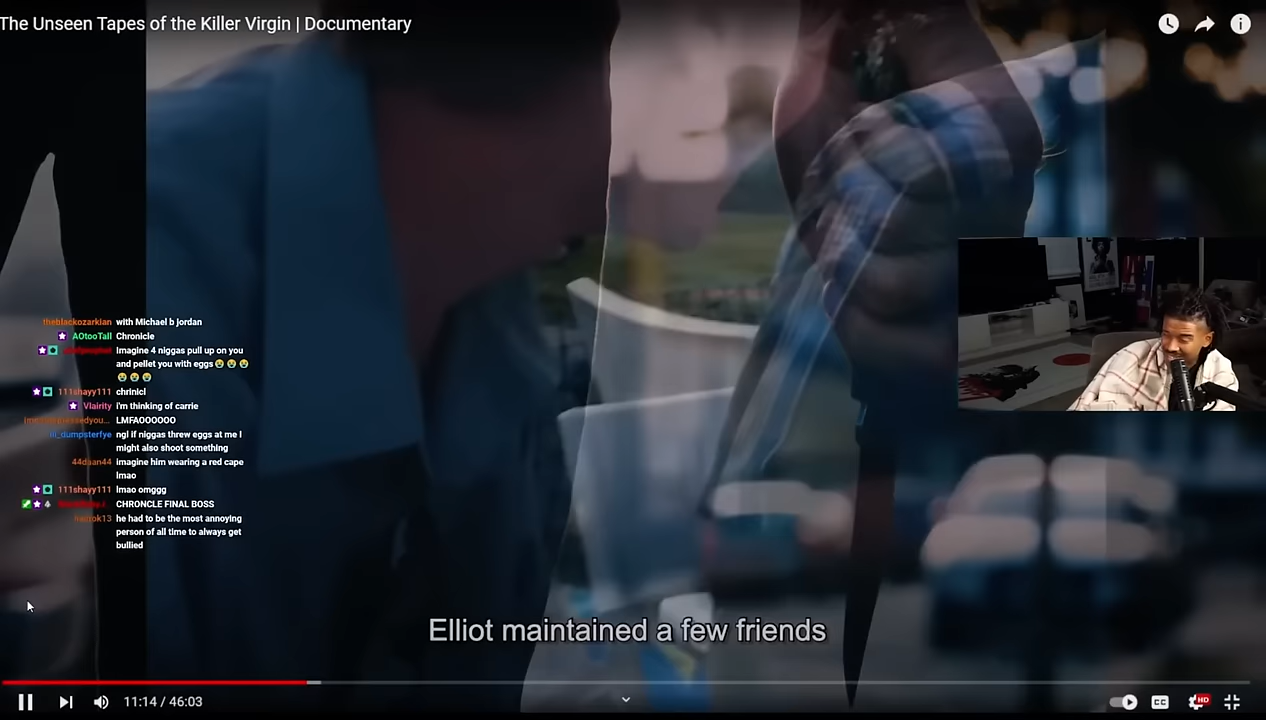 The Unseen Tapes of the Killer Virgin | Documentary
theblackozarkian with Michael b jordan
AOtooTall Chronicle
Imagine 4 niggas pull up on you
and pellet you with eggs😭 😭 😭
😭 😭 😭
111shayy111 chrinicl
Vlairity i'm thinking of carrie
LMFAOOOOOO
lil_dumpsterfye ngl if niggas threw eggs at me I
might also shoot something
44daan44 imagine him wearing a red cape
lmao
111shayy111 lmao omggg
CHRONCLE FINAL BOSS
he had to be the most annoying
person of all time to always get
bullied
Elliot maintained a few friends
11:14 / 46:03
CC
HD